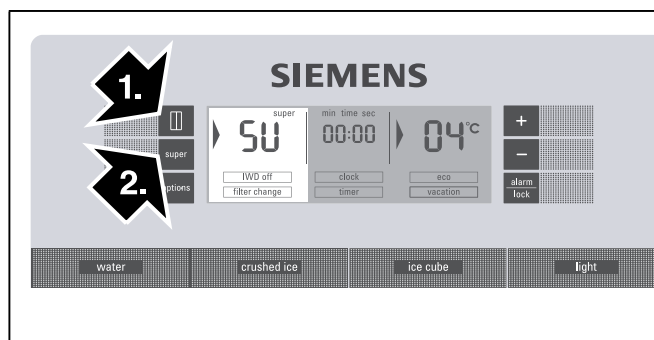 SIEMENS
1.
2.
super
options
super
SU
min time sec
00:00
04°C
IWD off
clock
eco
filter change
timer
vacation
+
−
alarm
lock
water
crushed ice
ice cube
light